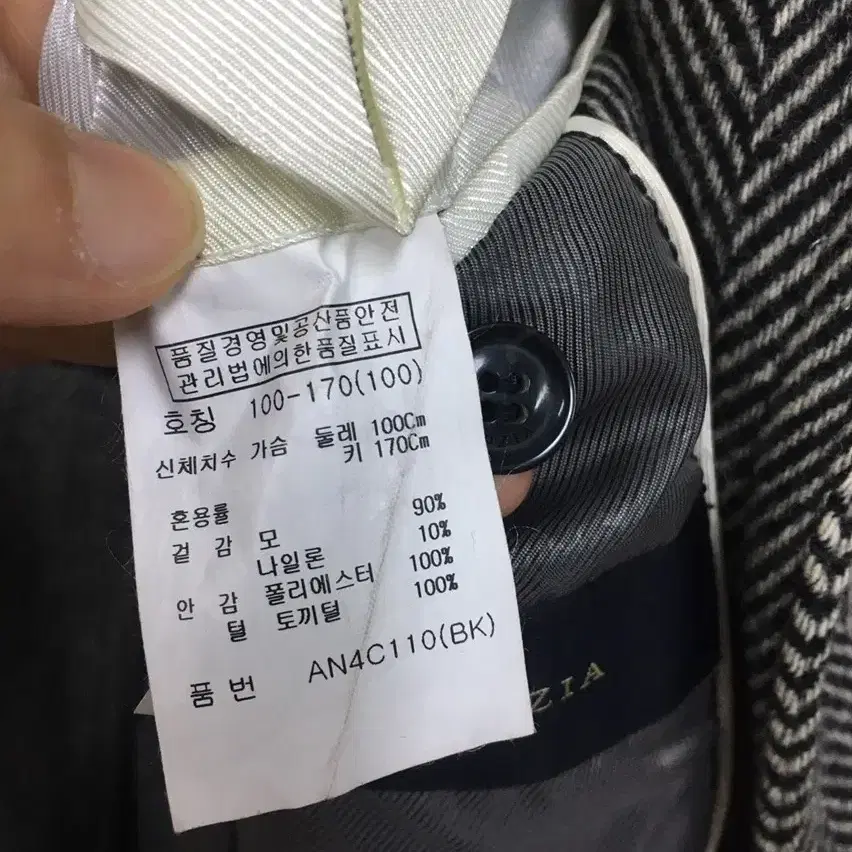 품질경영및공산품안전
관리법에의한품질표시
호칭 100-170(100)
신체치수 가슴 둘레 100Cm
키 170Cm
혼용률
겉 감 모 90%
나일론 10%
안 감 폴리에스터 100%
털 토끼털 100%
품 번 AN4C110(BK)
ZIA